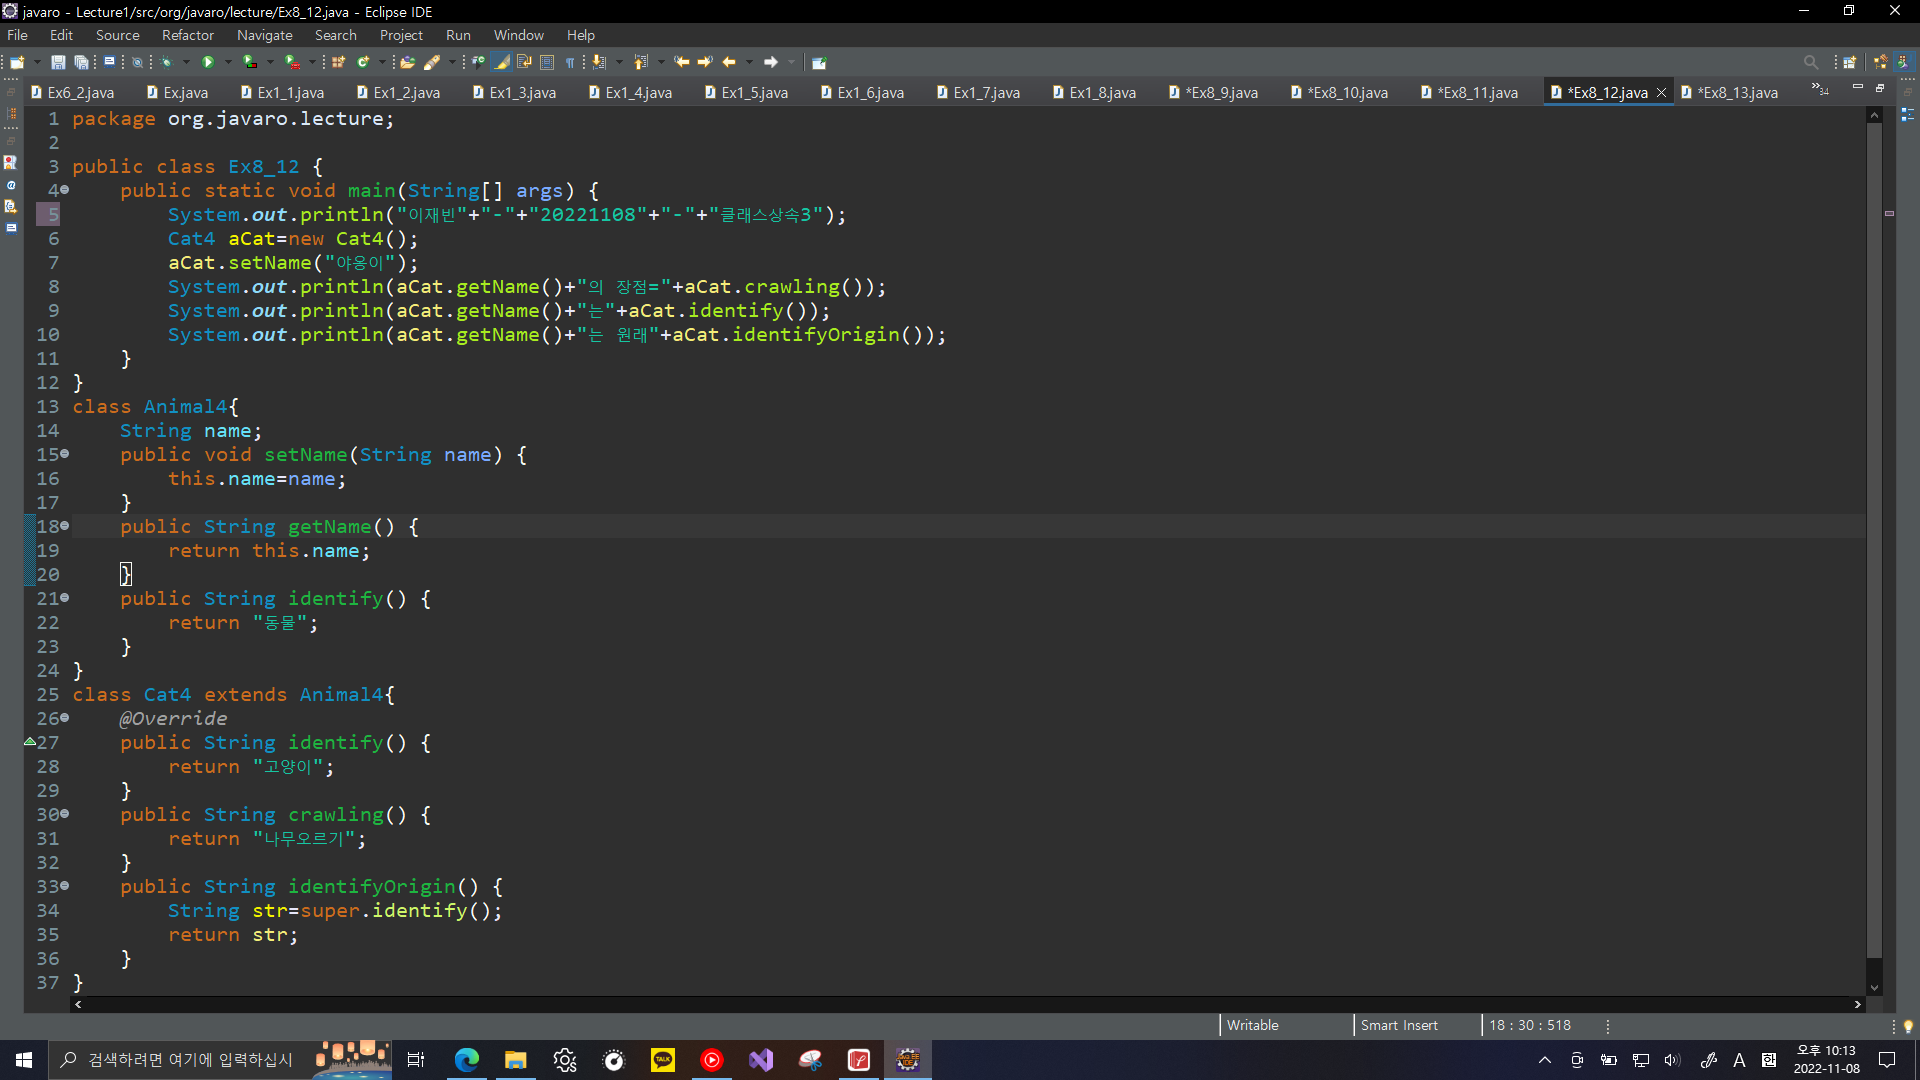 javaro - Lecture1/src/org/javaro/lecture/Ex8_12.java - Eclipse IDE
File Edit Source Refactor Navigate Search Project Run Window Help
Ex6_2.java Ex.java Ex1_1.java Ex1_2.java Ex1_3.java Ex1_4.java Ex1_5.java Ex1_6.java Ex1_7.java Ex1_8.java *Ex8_9.java *Ex8_10.java *Ex8_11.java *Ex8_12.java *Ex8_13.java »34
1 package org.javaro.lecture;
2
3 public class Ex8_12 {
4 public static void main(String[] args) {
5 System.out.println("이재빈"+"-"+"20221108"+"-"+"클래스상속3");
6 Cat4 aCat=new Cat4();
7 aCat.setName("야옹이");
8 System.out.println(aCat.getName()+"의 장점="+aCat.crawling());
9 System.out.println(aCat.getName()+"는"+aCat.identify());
10 System.out.println(aCat.getName()+"는 원래"+aCat.identifyOrigin());
11 }
12 }
13 class Animal4{
14 String name;
15 public void setName(String name) {
16 this.name=name;
17 }
18 public String getName() {
19 return this.name;
20 }
21 public String identify() {
22 return "동물";
23 }
24 }
25 class Cat4 extends Animal4{
26 @Override
27 public String identify() {
28 return "고양이";
29 }
30 public String crawling() {
31 return "나무오르기";
32 }
33 public String identifyOrigin() {
34 String str=super.identify();
35 return str;
36 }
37 }
Writable Smart Insert 18 : 30 : 518
검색하려면 여기에 입력하십시 TALK A 오후 10:13
2022-11-08